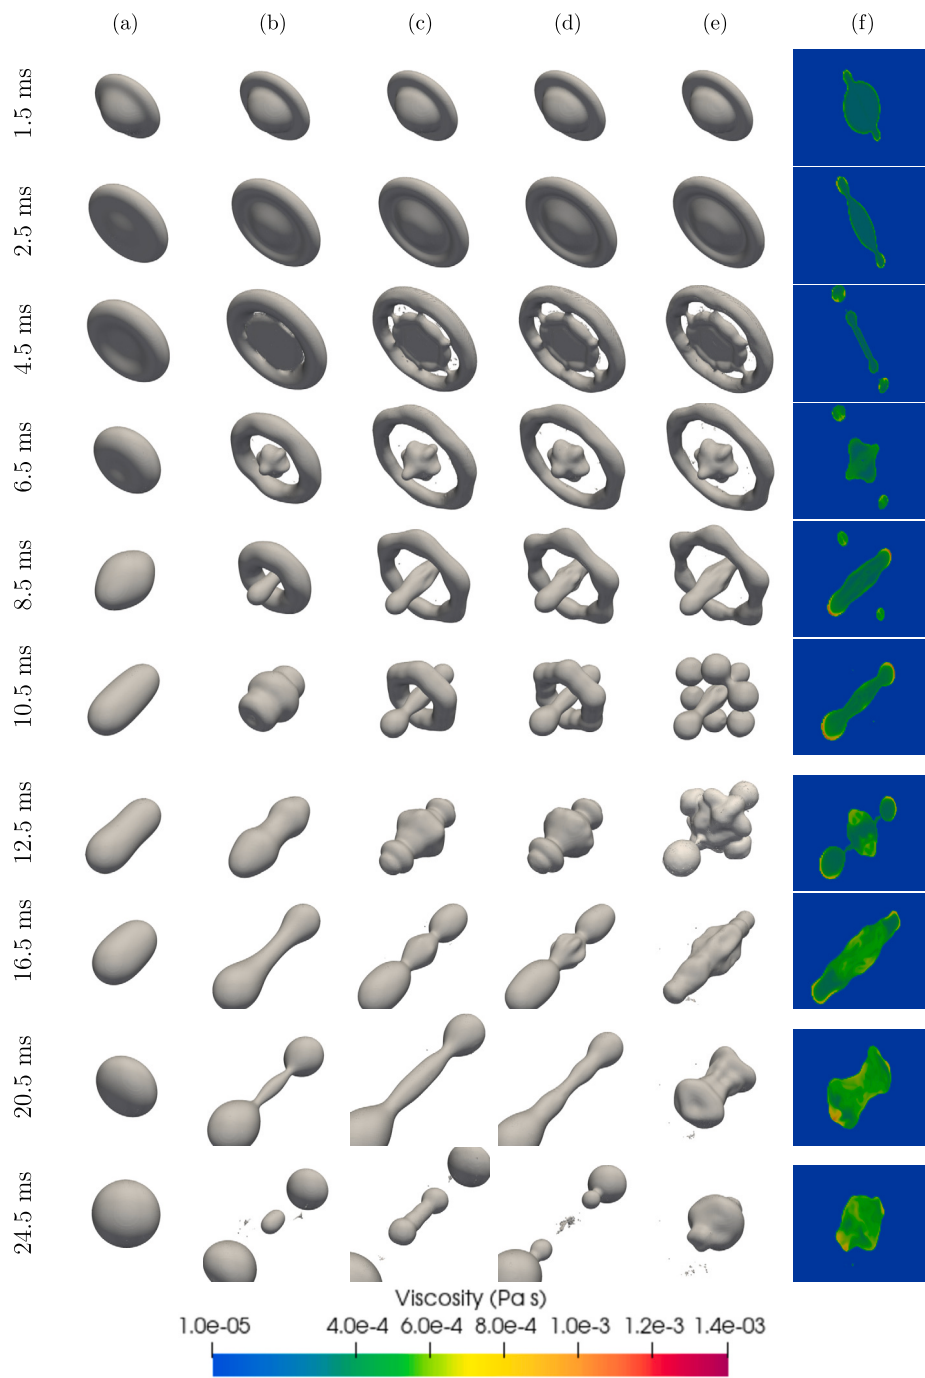 (a) (b) (c) (d) (e) (f)
1.5 ms
2.5 ms
4.5 ms
6.5 ms
8.5 ms
10.5 ms
12.5 ms
16.5 ms
20.5 ms
24.5 ms
Viscosity (Pa s)
1.0e-05 4.0e-4 6.0e-4 8.0e-4 1.0e-3 1.2e-3 1.4e-03